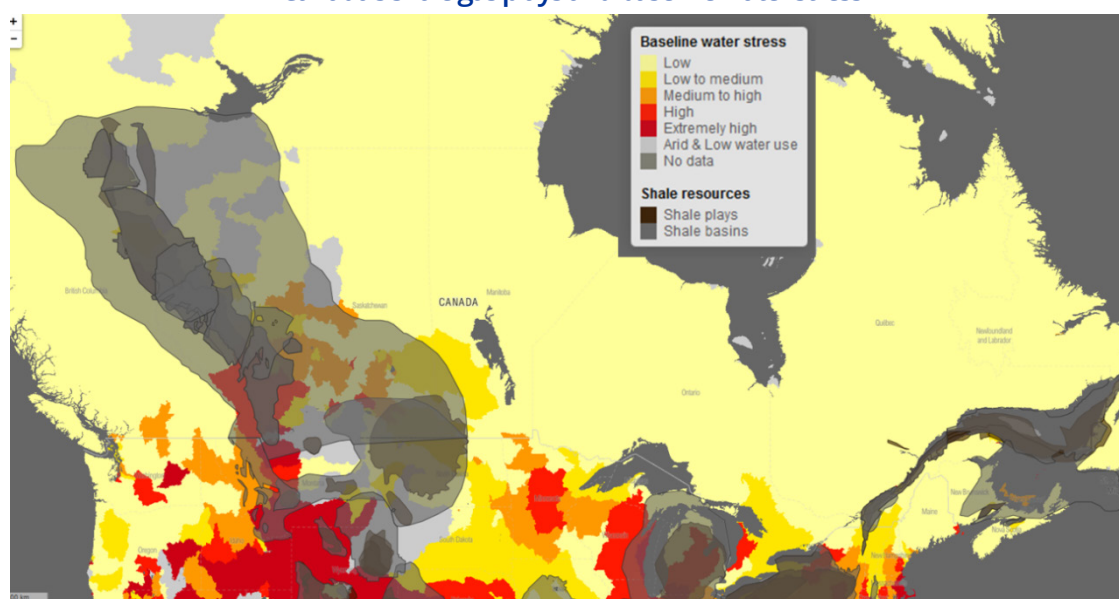 +
−
Baseline water stress
Low
Low to medium
Medium to high
High
Extremely high
Arid & Low water use
No data
Shale resources
Shale plays
Shale basins
CANADA
Manitoba
Saskatchewan
British Columbia
Ontario
Québec
Newfoundland
and Labrador
New Brunswick
Maine
Nova Scotia
Oregon
South Dakota